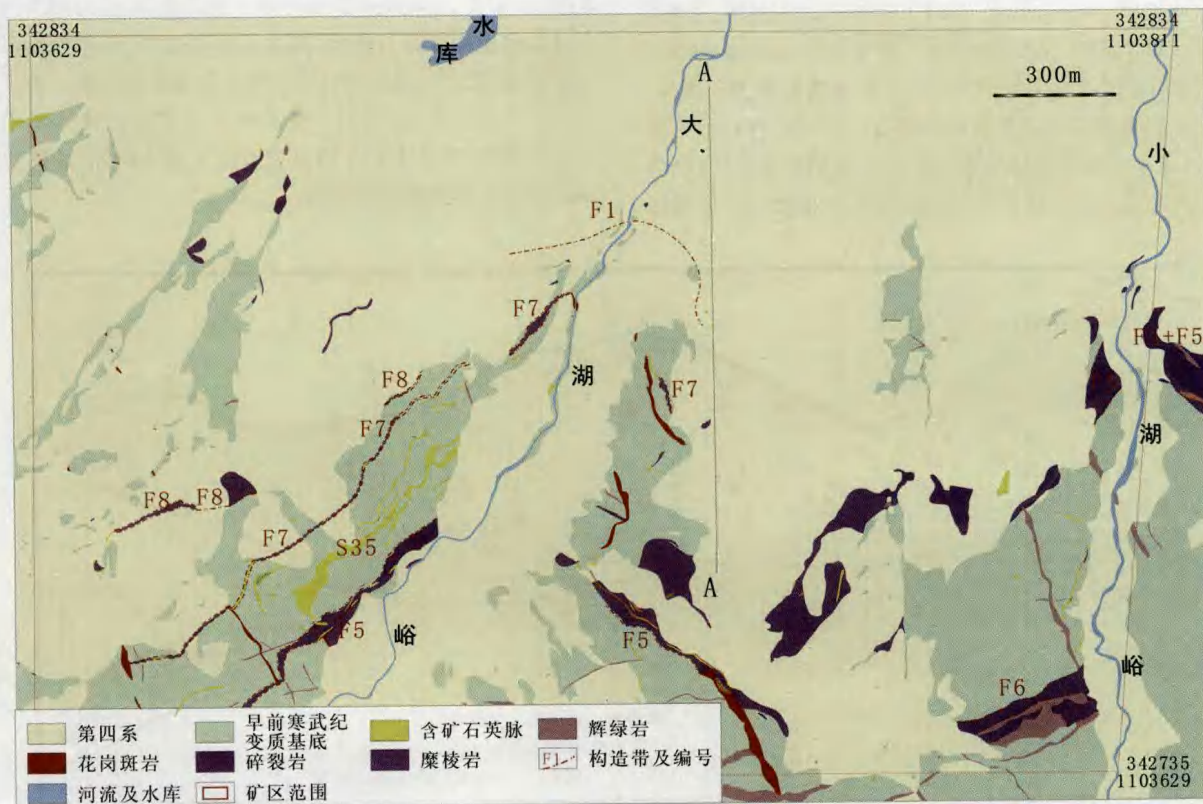 342834
1103629
水
库
A
大
342834
1103811
300m
小
F1
F7
湖
F8
F7
F7
F+F5
湖
F8
F8
F7
S35
F5
峪
A
F5
F6
峪
第四系
早前寒武纪
变质基底
含矿石英脉
辉绿岩
花岗斑岩
碎裂岩
糜棱岩
F1
构造带及编号
河流及水库
矿区范围
342735
1103629